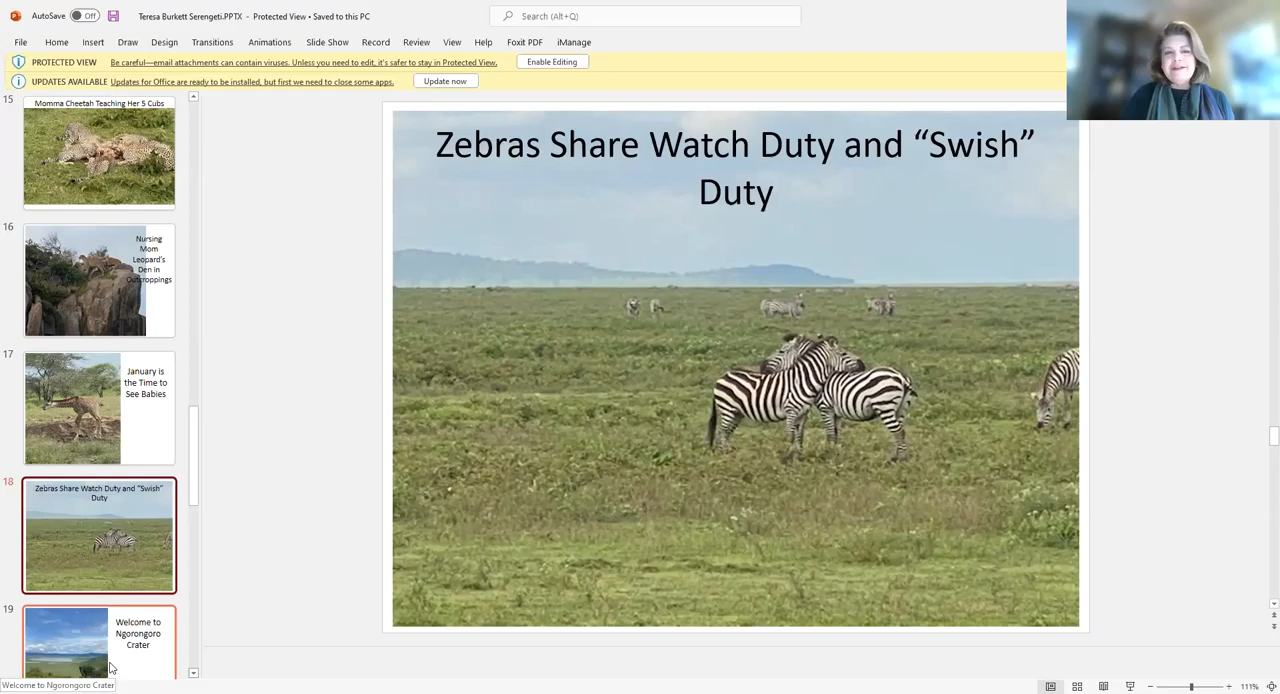 AutoSave Off Teresa Burkett Serengeti.PPTX - Protected View • Saved to this PC Search (Alt+Q)
File Home Insert Draw Design Transitions Animations Slide Show Record Review View Help Foxit PDF iManage
PROTECTED VIEW Be careful—email attachments can contain viruses. Unless you need to edit, it's safer to stay in Protected View. Enable Editing
UPDATES AVAILABLE Updates for Office are ready to be installed, but first we need to close some apps. Update now
15
Momma Cheetah Teaching Her 5 Cubs
16
Nursing
Mom
Leopard's
Den in
Outcroppings
17
January is
the Time to
See Babies
18
Zebras Share Watch Duty and "Swish"
Duty
19
Welcome to
Ngorongoro
Crater
Welcome to Ngorongoro Crater
Zebras Share Watch Duty and “Swish”
Duty
111%